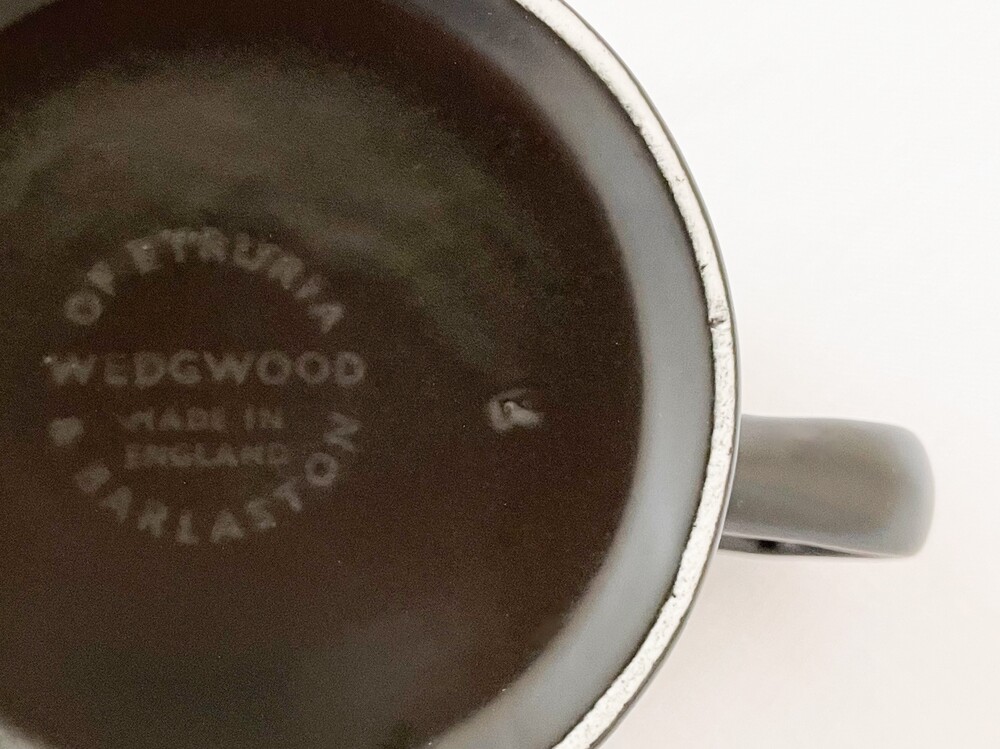 OF ETRURIA
WEDGWOOD
MADE IN
ENGLAND
& BARLASTON